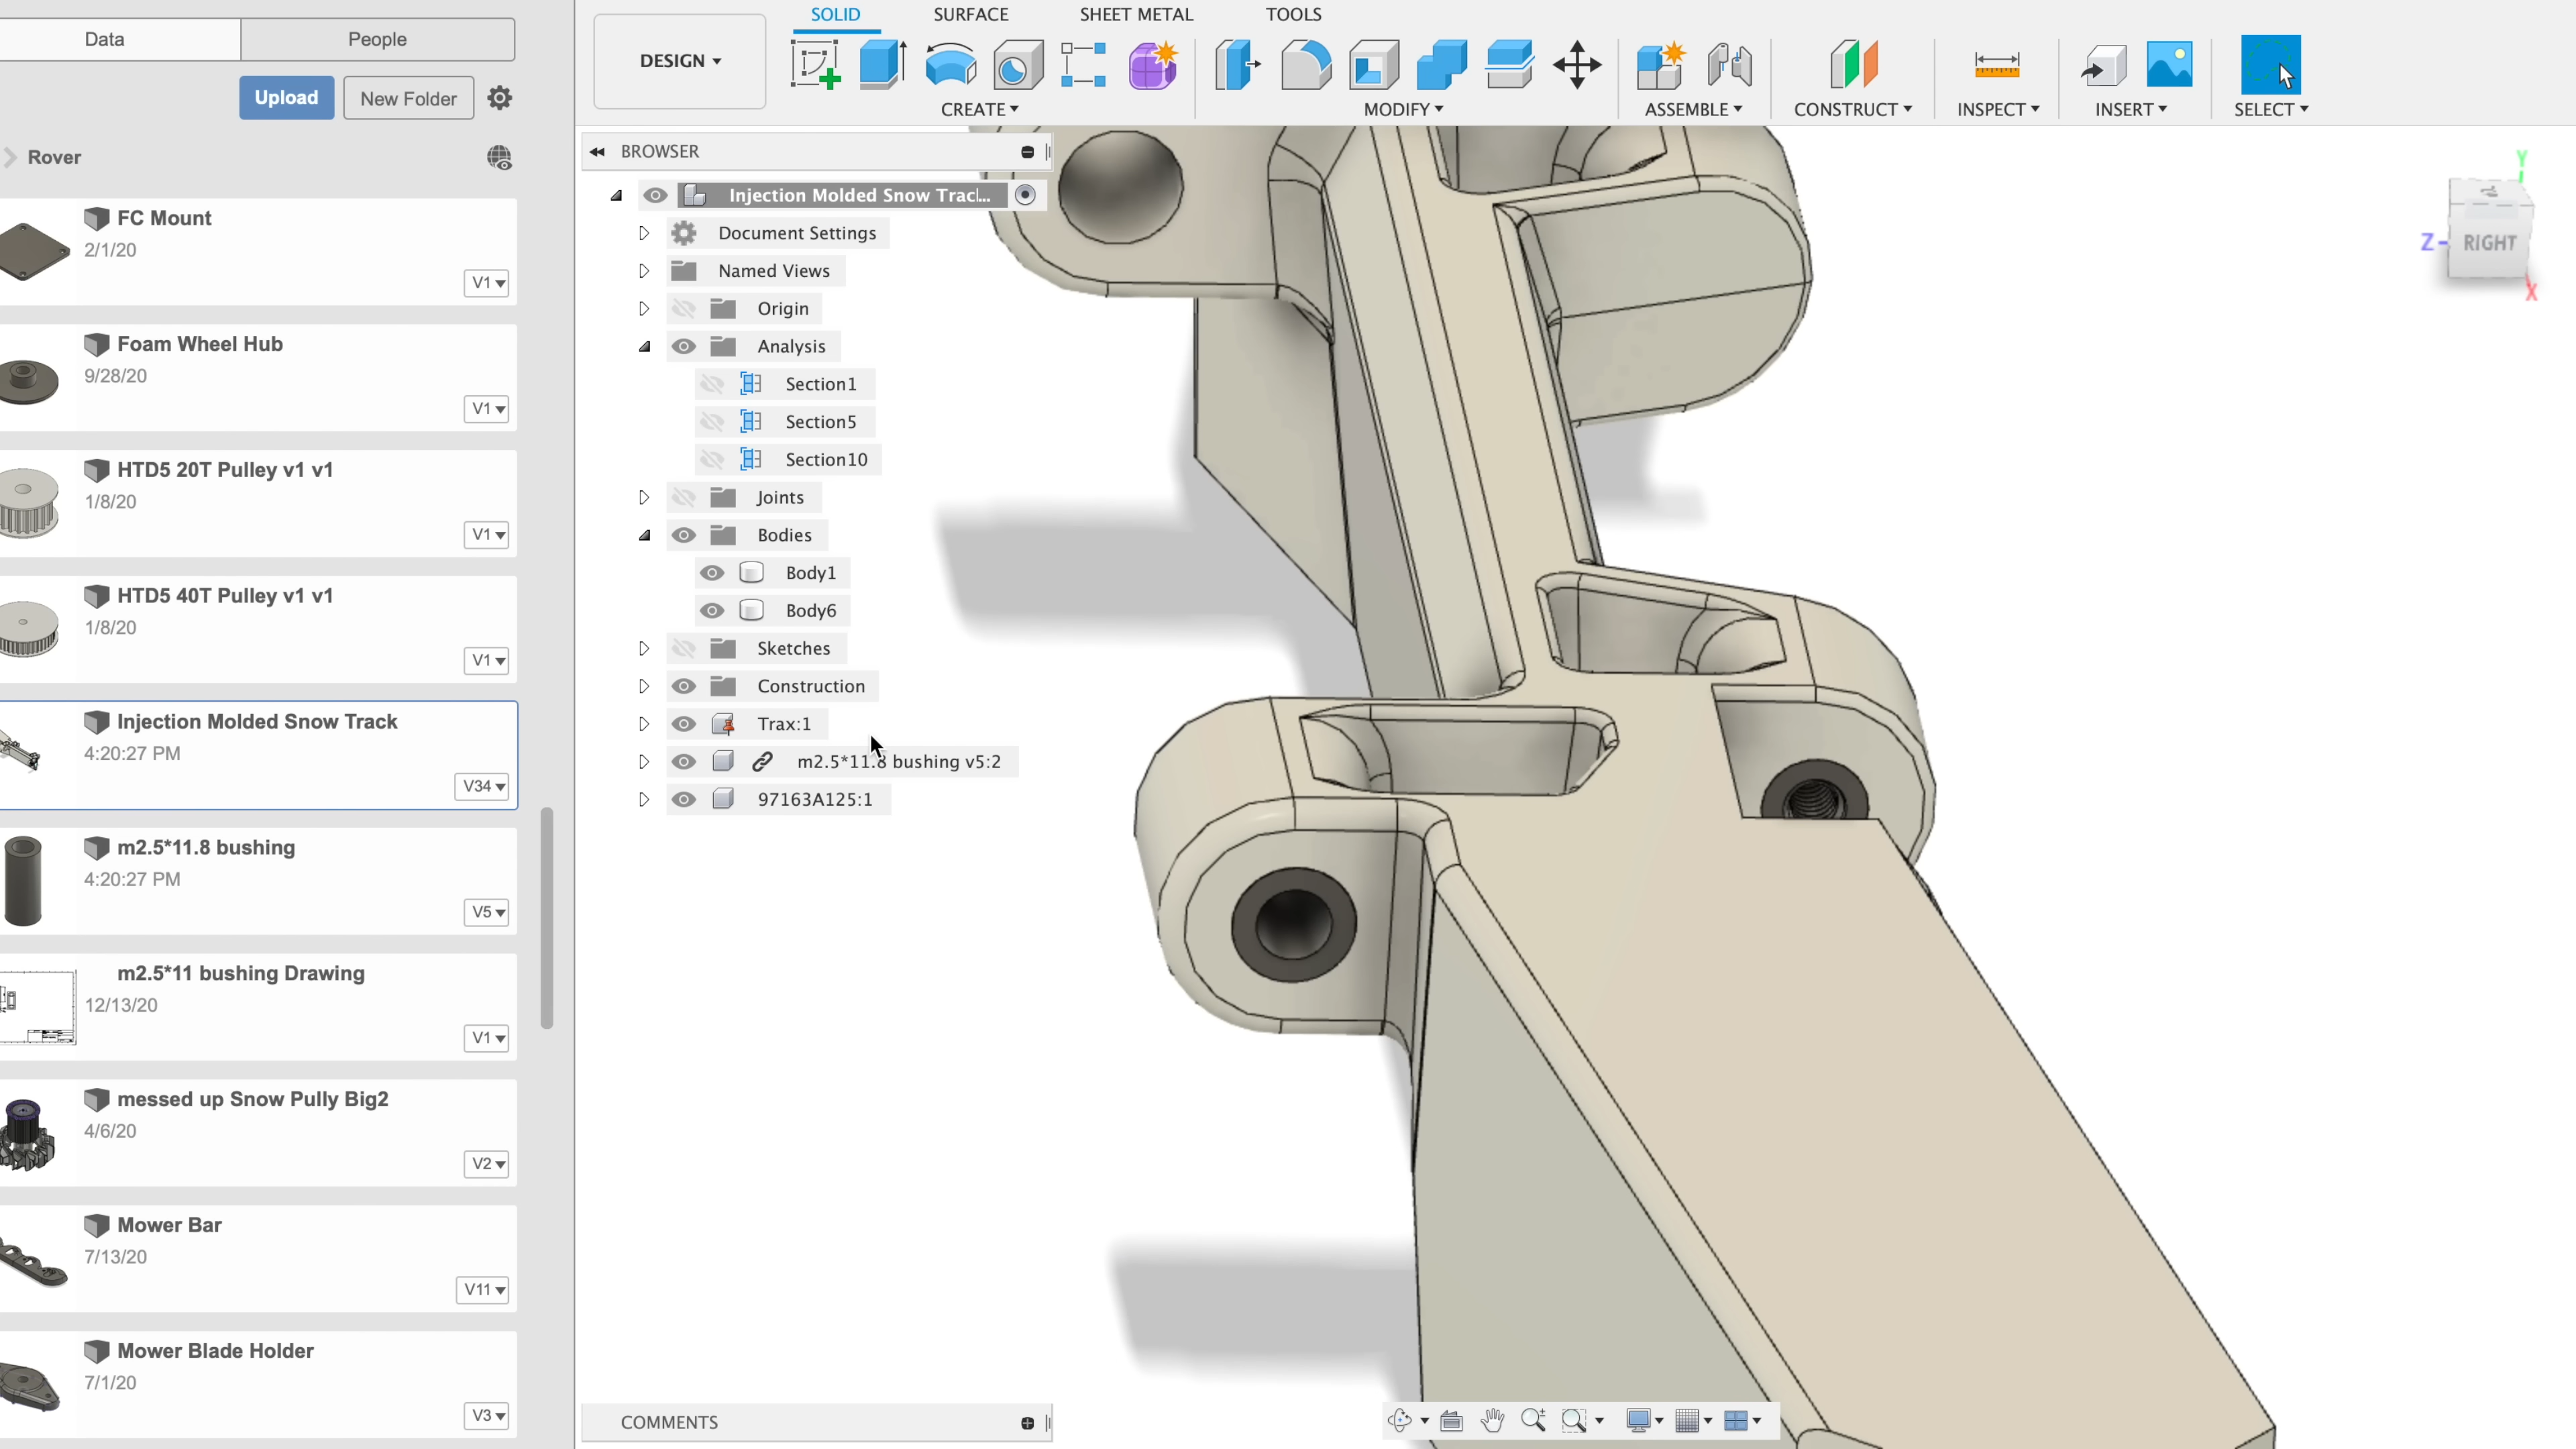 Data
People
Upload
New Folder
Rover
FC Mount
2/1/20
V1
Foam Wheel Hub
9/28/20
V1
HTD5 20T Pulley v1 v1
1/8/20
V1
HTD5 40T Pulley v1 v1
1/8/20
V1
Injection Molded Snow Track
4:20:27 PM
V34
m2.5*11.8 bushing
4:20:27 PM
V5
m2.5*11 bushing Drawing
12/13/20
V1
messed up Snow Pully Big2
4/6/20
V2
Mower Bar
7/13/20
V11
Mower Blade Holder
7/1/20
V3
DESIGN
SOLID
SURFACE
SHEET METAL
TOOLS
CREATE
MODIFY
ASSEMBLE
CONSTRUCT
INSPECT
INSERT
SELECT
BROWSER
Injection Molded Snow Tracl...
Document Settings
Named Views
Origin
Analysis
Section1
Section5
Section10
Joints
Bodies
Body1
Body6
Sketches
Construction
Trax:1
m2.5*11.8 bushing v5:2
97163A125:1
COMMENTS
Y
Z
RIGHT
X